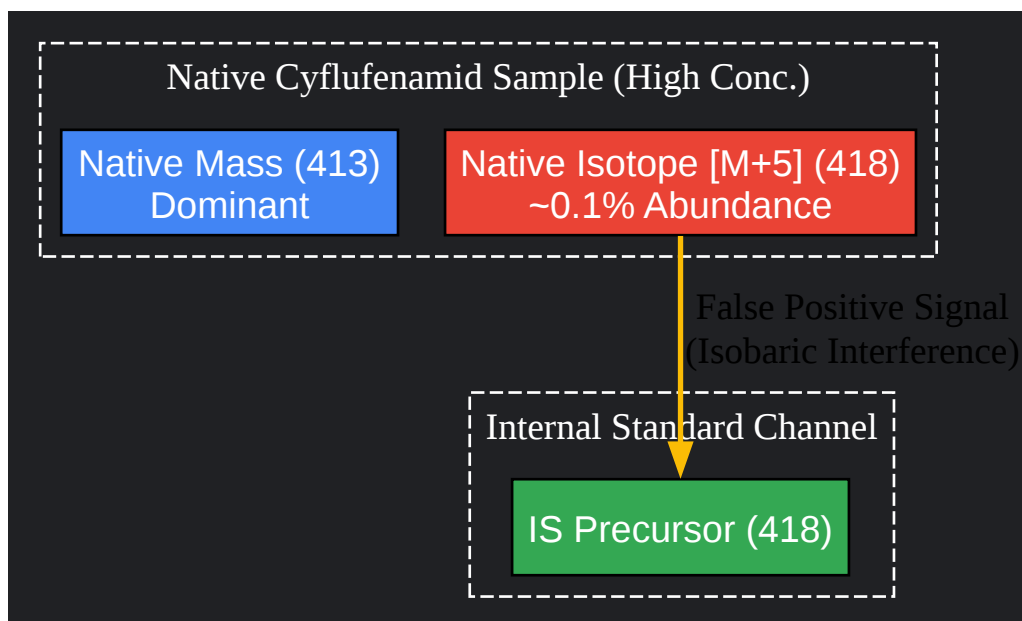 Native Cyflufenamid Sample (High Conc.)
Native Mass (413)
Dominant
Native Isotope [M+5] (418)
~0.1% Abundance
False Positive Signal
(Isobaric Interference)
Internal Standard Channel
IS Precursor (418)